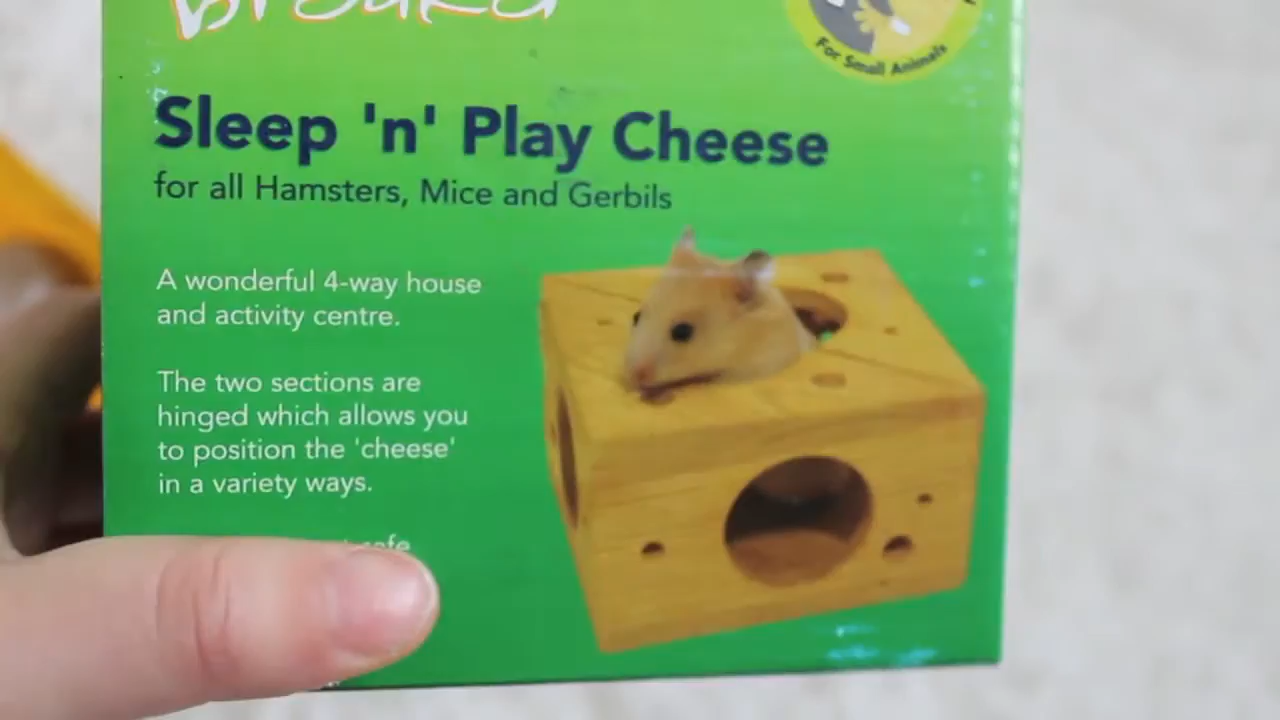 For Small Animals
Sleep 'n' Play Cheese
for all Hamsters, Mice and Gerbils
A wonderful 4-way house
and activity centre.
The two sections are
hinged which allows you
to position the 'cheese'
in a variety ways.
safe